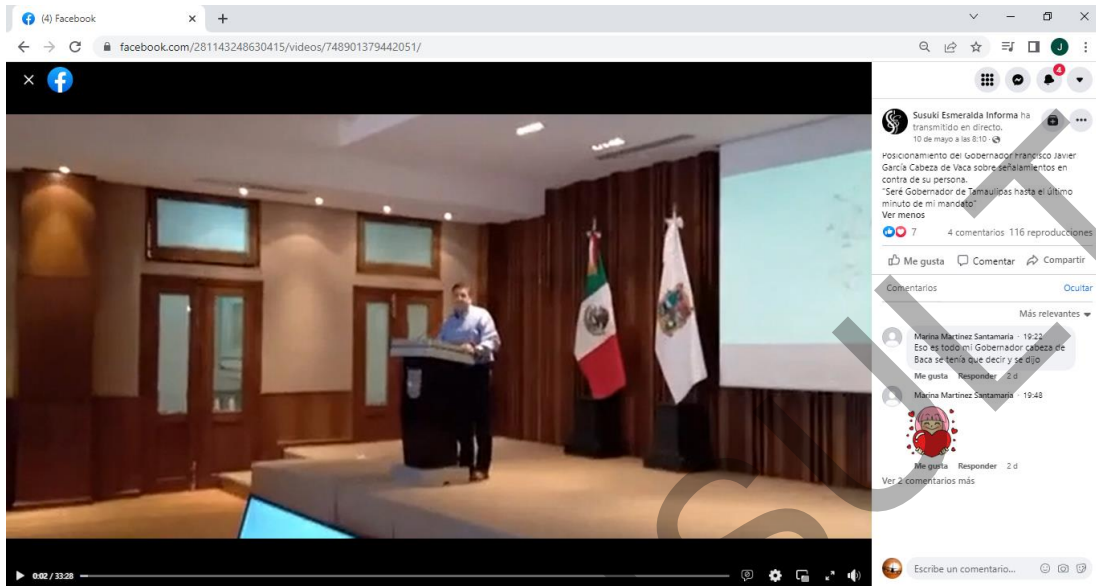 (4) Facebook
facebook.com/281143248630415/videos/748901379442051/
J
4
Susuki Esmeralda Informa ha
transmitido en directo.
10 de mayo a las 8:10 ·
Posicionamiento del Gobernador Francisco Javier
García Cabeza de Vaca sobre señalamientos en
contra de su persona.
"Seré Gobernador de Tamaulipas hasta el último
minuto de mi mandato"
Ver menos
7 4 comentarios 116 reproducciones
Me gusta Comentar Compartir
Comentarios Ocultar
Más relevantes
Marina Martinez Santamaria · 19:22
Eso es todo mi Gobernador cabeza de
Baca se tenía que decir y se dijo
Me gusta Responder 2 d
Marina Martinez Santamaria · 19:48
Me gusta Responder 2 d
Ver 2 comentarios más
0:02 / 33:28
Escribe un comentario...
SULT